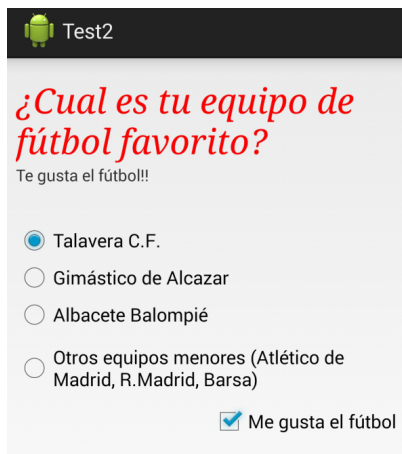 Test2
¿Cual es tu equipo de
fútbol favorito?
Te gusta el fútbol!!
Talavera C.F.
Gimástico de Alcazar
Albacete Balompié
Otros equipos menores (Atlético de
Madrid, R.Madrid, Barsa)
Me gusta el fútbol